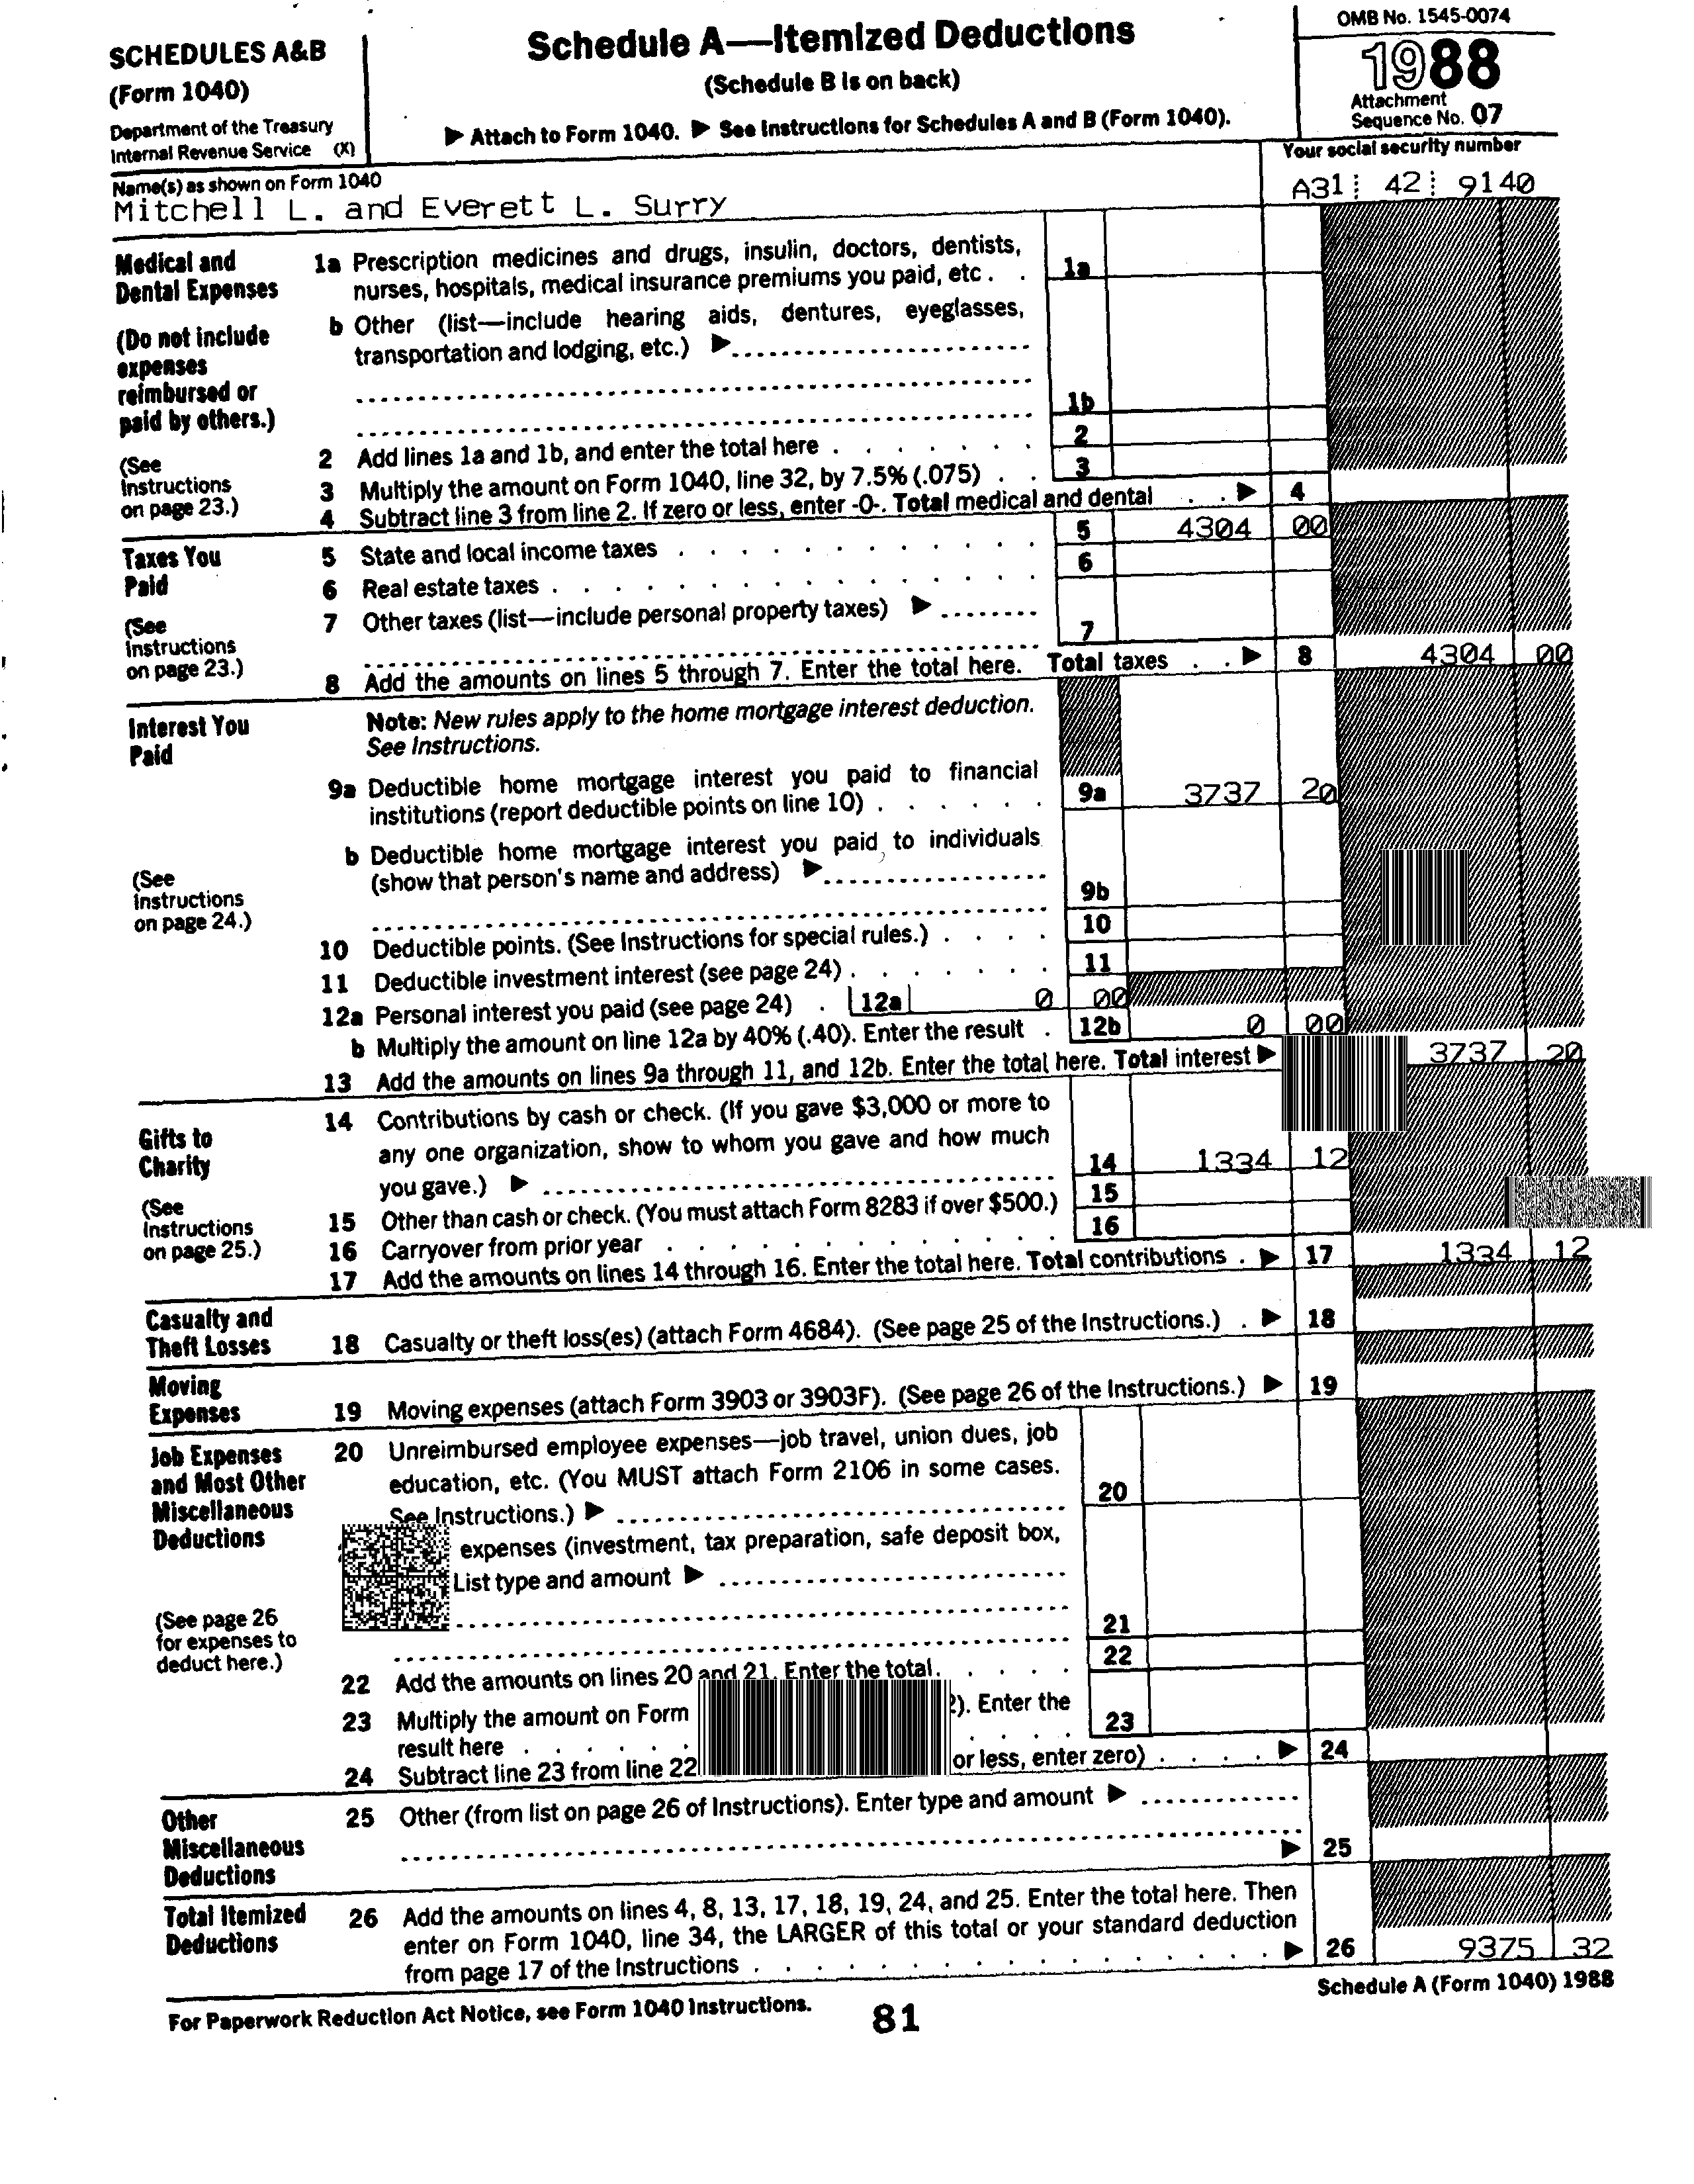 SCHEDULES A&B
(Form 1040)
Department of the Treasury
Internal Revenue Service (X)
Schedule A—Itemized Deductions
(Schedule B is on back)
▶ Attach to Form 1040. ▶ See Instructions for Schedules A and B (Form 1040).
OMB No. 1545-0074
1988
Attachment
Sequence No. 07
Name(s) as shown on Form 1040
Mitchell L. and Everett L. Surry
Your social security number
A31 42 9140
Medical and
Dental Expenses
(Do not include
expenses
reimbursed or
paid by others.)
(See
Instructions
on page 23.)
1a Prescription medicines and drugs, insulin, doctors, dentists,
nurses, hospitals, medical insurance premiums you paid, etc . . 1a
b Other (list—include hearing aids, dentures, eyeglasses,
transportation and lodging, etc.) ▶
1b
2 Add lines 1a and 1b, and enter the total here . . . . . . 2
3 Multiply the amount on Form 1040, line 32, by 7.5% (.075) . . 3
4 Subtract line 3 from line 2. If zero or less, enter -0-. Total medical and dental . . ▶ 4
Taxes You
Paid
(See
Instructions
on page 23.)
5 State and local income taxes . . . . . . . . . . . 5 4304 00
6 Real estate taxes . . . . . . . . . . . . . . 6
7 Other taxes (list—include personal property taxes) ▶
7
8 Add the amounts on lines 5 through 7. Enter the total here. Total taxes . . ▶ 8 4304 00
Interest You
Paid
(See
Instructions
on page 24.)
Note: New rules apply to the home mortgage interest deduction.
See Instructions.
9a Deductible home mortgage interest you paid to financial
institutions (report deductible points on line 10) . . . . . . 9a 3737 20
b Deductible home mortgage interest you paid to individuals
(show that person's name and address) ▶
9b
10 Deductible points. (See Instructions for special rules.) . . . . 10
11 Deductible investment interest (see page 24) . . . . . . . 11
12a Personal interest you paid (see page 24) . 12a 0 00
b Multiply the amount on line 12a by 40% (.40). Enter the result . 12b 0 00
13 Add the amounts on lines 9a through 11, and 12b. Enter the total here. Total interest ▶ 3737 20
Gifts to
Charity
(See
Instructions
on page 25.)
14 Contributions by cash or check. (If you gave $3,000 or more to
any one organization, show to whom you gave and how much
you gave.) ▶ 14 1334 12
15 Other than cash or check. (You must attach Form 8283 if over $500.) 15
16 Carryover from prior year . . . . . . . . . . . . 16
17 Add the amounts on lines 14 through 16. Enter the total here. Total contributions . ▶ 17 1334 12
Casualty and
Theft Losses
18 Casualty or theft loss(es) (attach Form 4684). (See page 25 of the Instructions.) . ▶ 18
Moving
Expenses
19 Moving expenses (attach Form 3903 or 3903F). (See page 26 of the Instructions.) ▶ 19
Job Expenses
and Most Other
Miscellaneous
Deductions
(See page 26
for expenses to
deduct here.)
20 Unreimbursed employee expenses—job travel, union dues, job
education, etc. (You MUST attach Form 2106 in some cases.
See Instructions.) ▶ 20
expenses (investment, tax preparation, safe deposit box,
List type and amount ▶
21
22 Add the amounts on lines 20 and 21. Enter the total. . . . . 22
23 Multiply the amount on Form 2). Enter the
result here . . . . . . 23
24 Subtract line 23 from line 22 or less, enter zero) . . . . ▶ 24
Other
Miscellaneous
Deductions
25 Other (from list on page 26 of Instructions). Enter type and amount ▶
▶ 25
Total Itemized
Deductions
26 Add the amounts on lines 4, 8, 13, 17, 18, 19, 24, and 25. Enter the total here. Then
enter on Form 1040, line 34, the LARGER of this total or your standard deduction
from page 17 of the Instructions . . . . . . . . . . . . . . ▶ 26 9375 32
For Paperwork Reduction Act Notice, see Form 1040 Instructions.
81
Schedule A (Form 1040) 1988